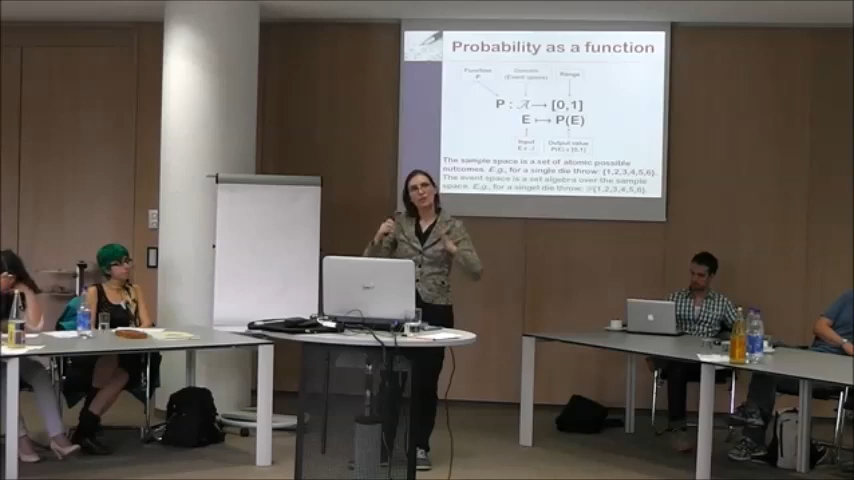 Probability as a function
Function
P
Domain
(Event space)
Range
P : 𝒜 ⟶ [0,1]
E ⟼ P(E)
Input
Output value
The sample space is a set of atomic possible
outcomes. E.g., for a single die throw: {1,2,3,4,5,6}.
The event space is a set algebra over the sample
space. E.g., for a singel die throw: {1,2,3,4,5,6}.